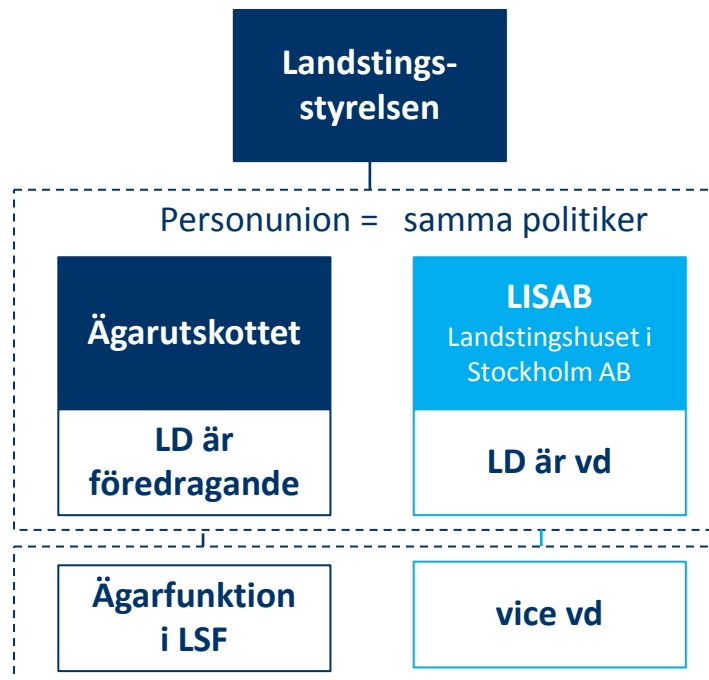 Landstings-
styrelsen
Personunion = samma politiker
Ägarutskottet
LD är
föredragande
LISAB
Landstingshuset i
Stockholm AB
LD är vd
Ägarfunktion
i LSF
vice vd